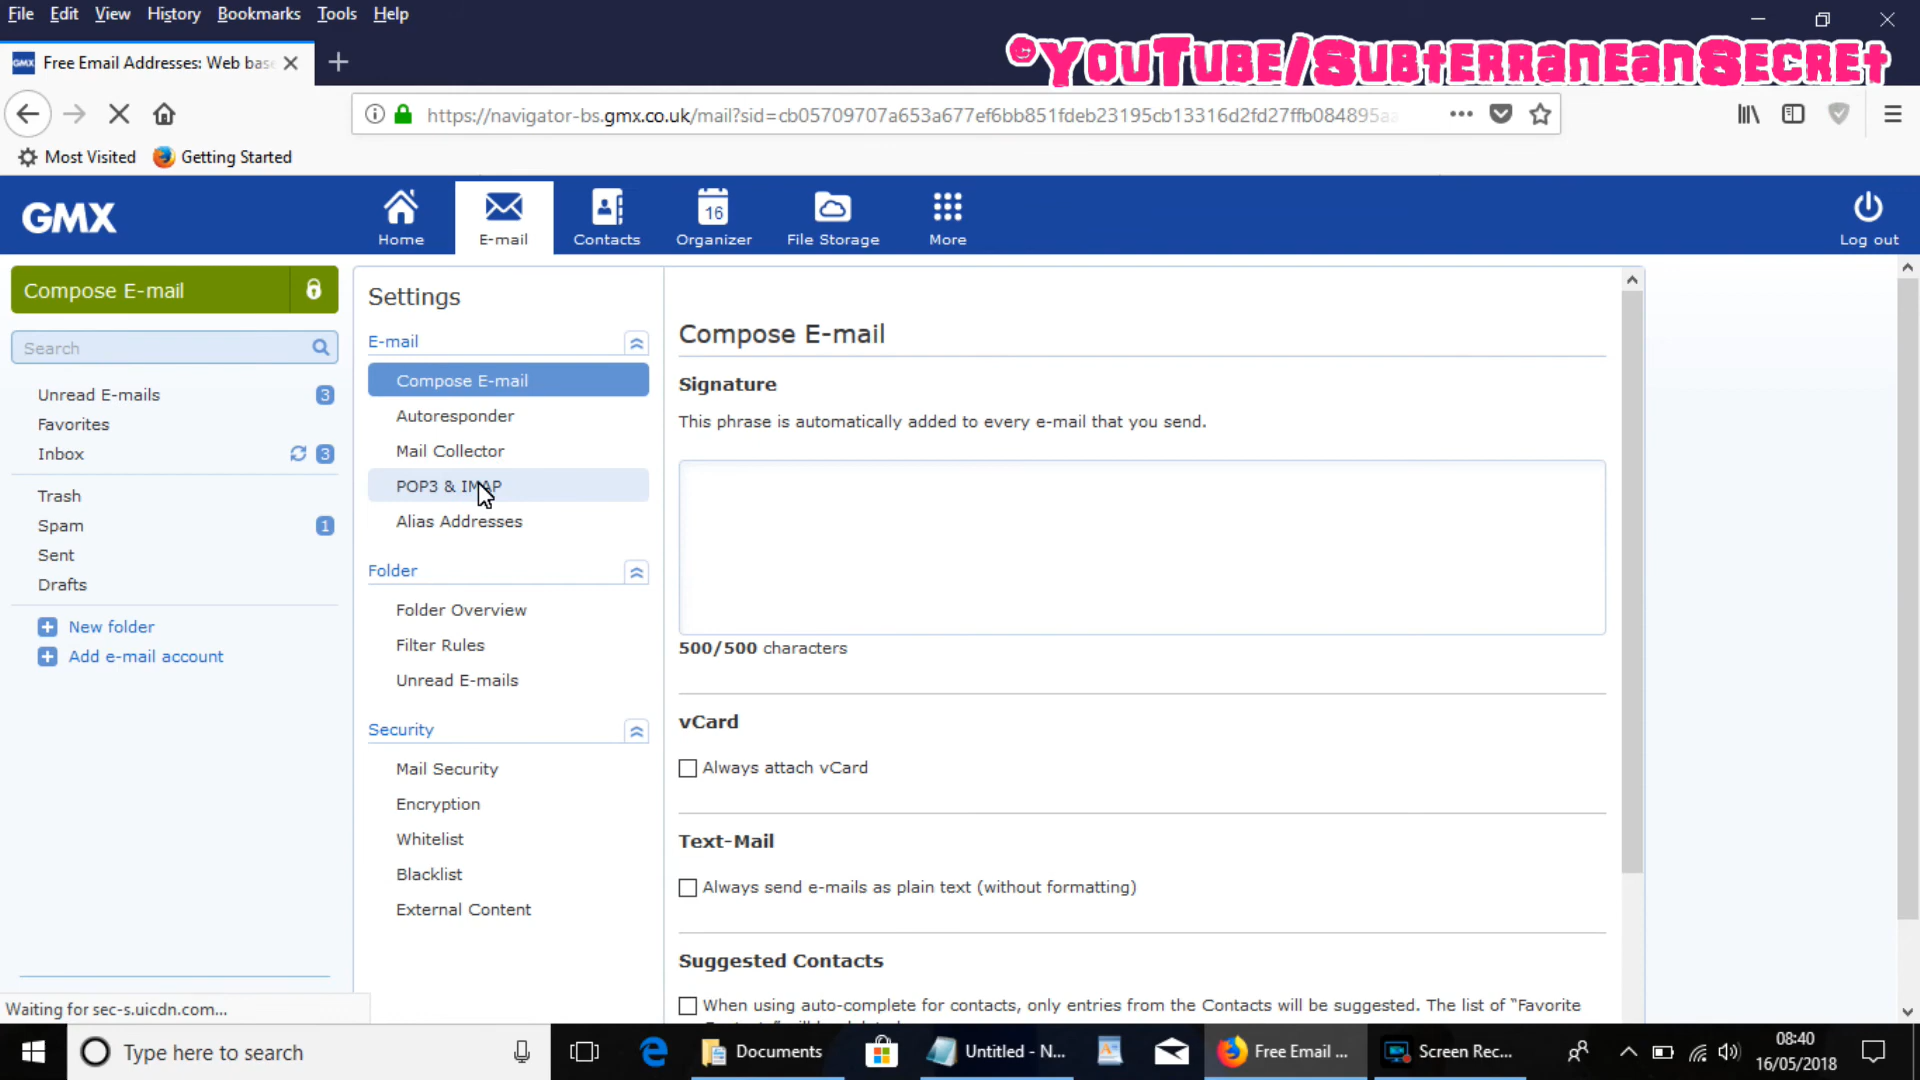 File Edit View History Bookmarks Tools Help
©YouTube/SubterraneanSecret
GMX Free Email Addresses: Web bas
https://navigator-bs.gmx.co.uk/mail?sid=cb05709707a653a677ef6bb851fdeb23195cb13316d2fd27ffb084895aa
Most Visited Getting Started
GMX
Home
E-mail
Contacts
16
Organizer
File Storage
More
Log out
Compose E-mail
Search
Unread E-mails 3
Favorites
Inbox 3
Trash
Spam 1
Sent
Drafts
New folder
Add e-mail account
Settings
E-mail
Compose E-mail
Autoresponder
Mail Collector
POP3 & IMAP
Alias Addresses
Folder
Folder Overview
Filter Rules
Unread E-mails
Security
Mail Security
Encryption
Whitelist
Blacklist
External Content
Compose E-mail
Signature
This phrase is automatically added to every e-mail that you send.
500/500 characters
vCard
Always attach vCard
Text-Mail
Always send e-mails as plain text (without formatting)
Suggested Contacts
When using auto-complete for contacts, only entries from the Contacts will be suggested. The list of "Favorite
Waiting for sec-s.uicdn.com...
Type here to search
Documents
Untitled - N...
Free Email ...
Screen Rec...
08:40
16/05/2018